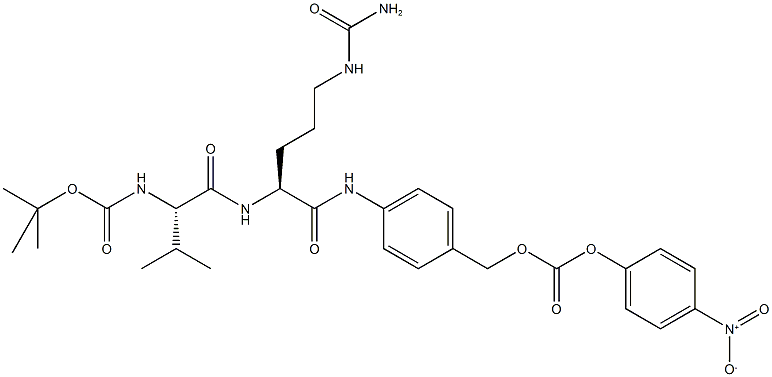 O NH₂
NH
O O
O H N H N
O N H O O O
O N⁺ O
O⁻